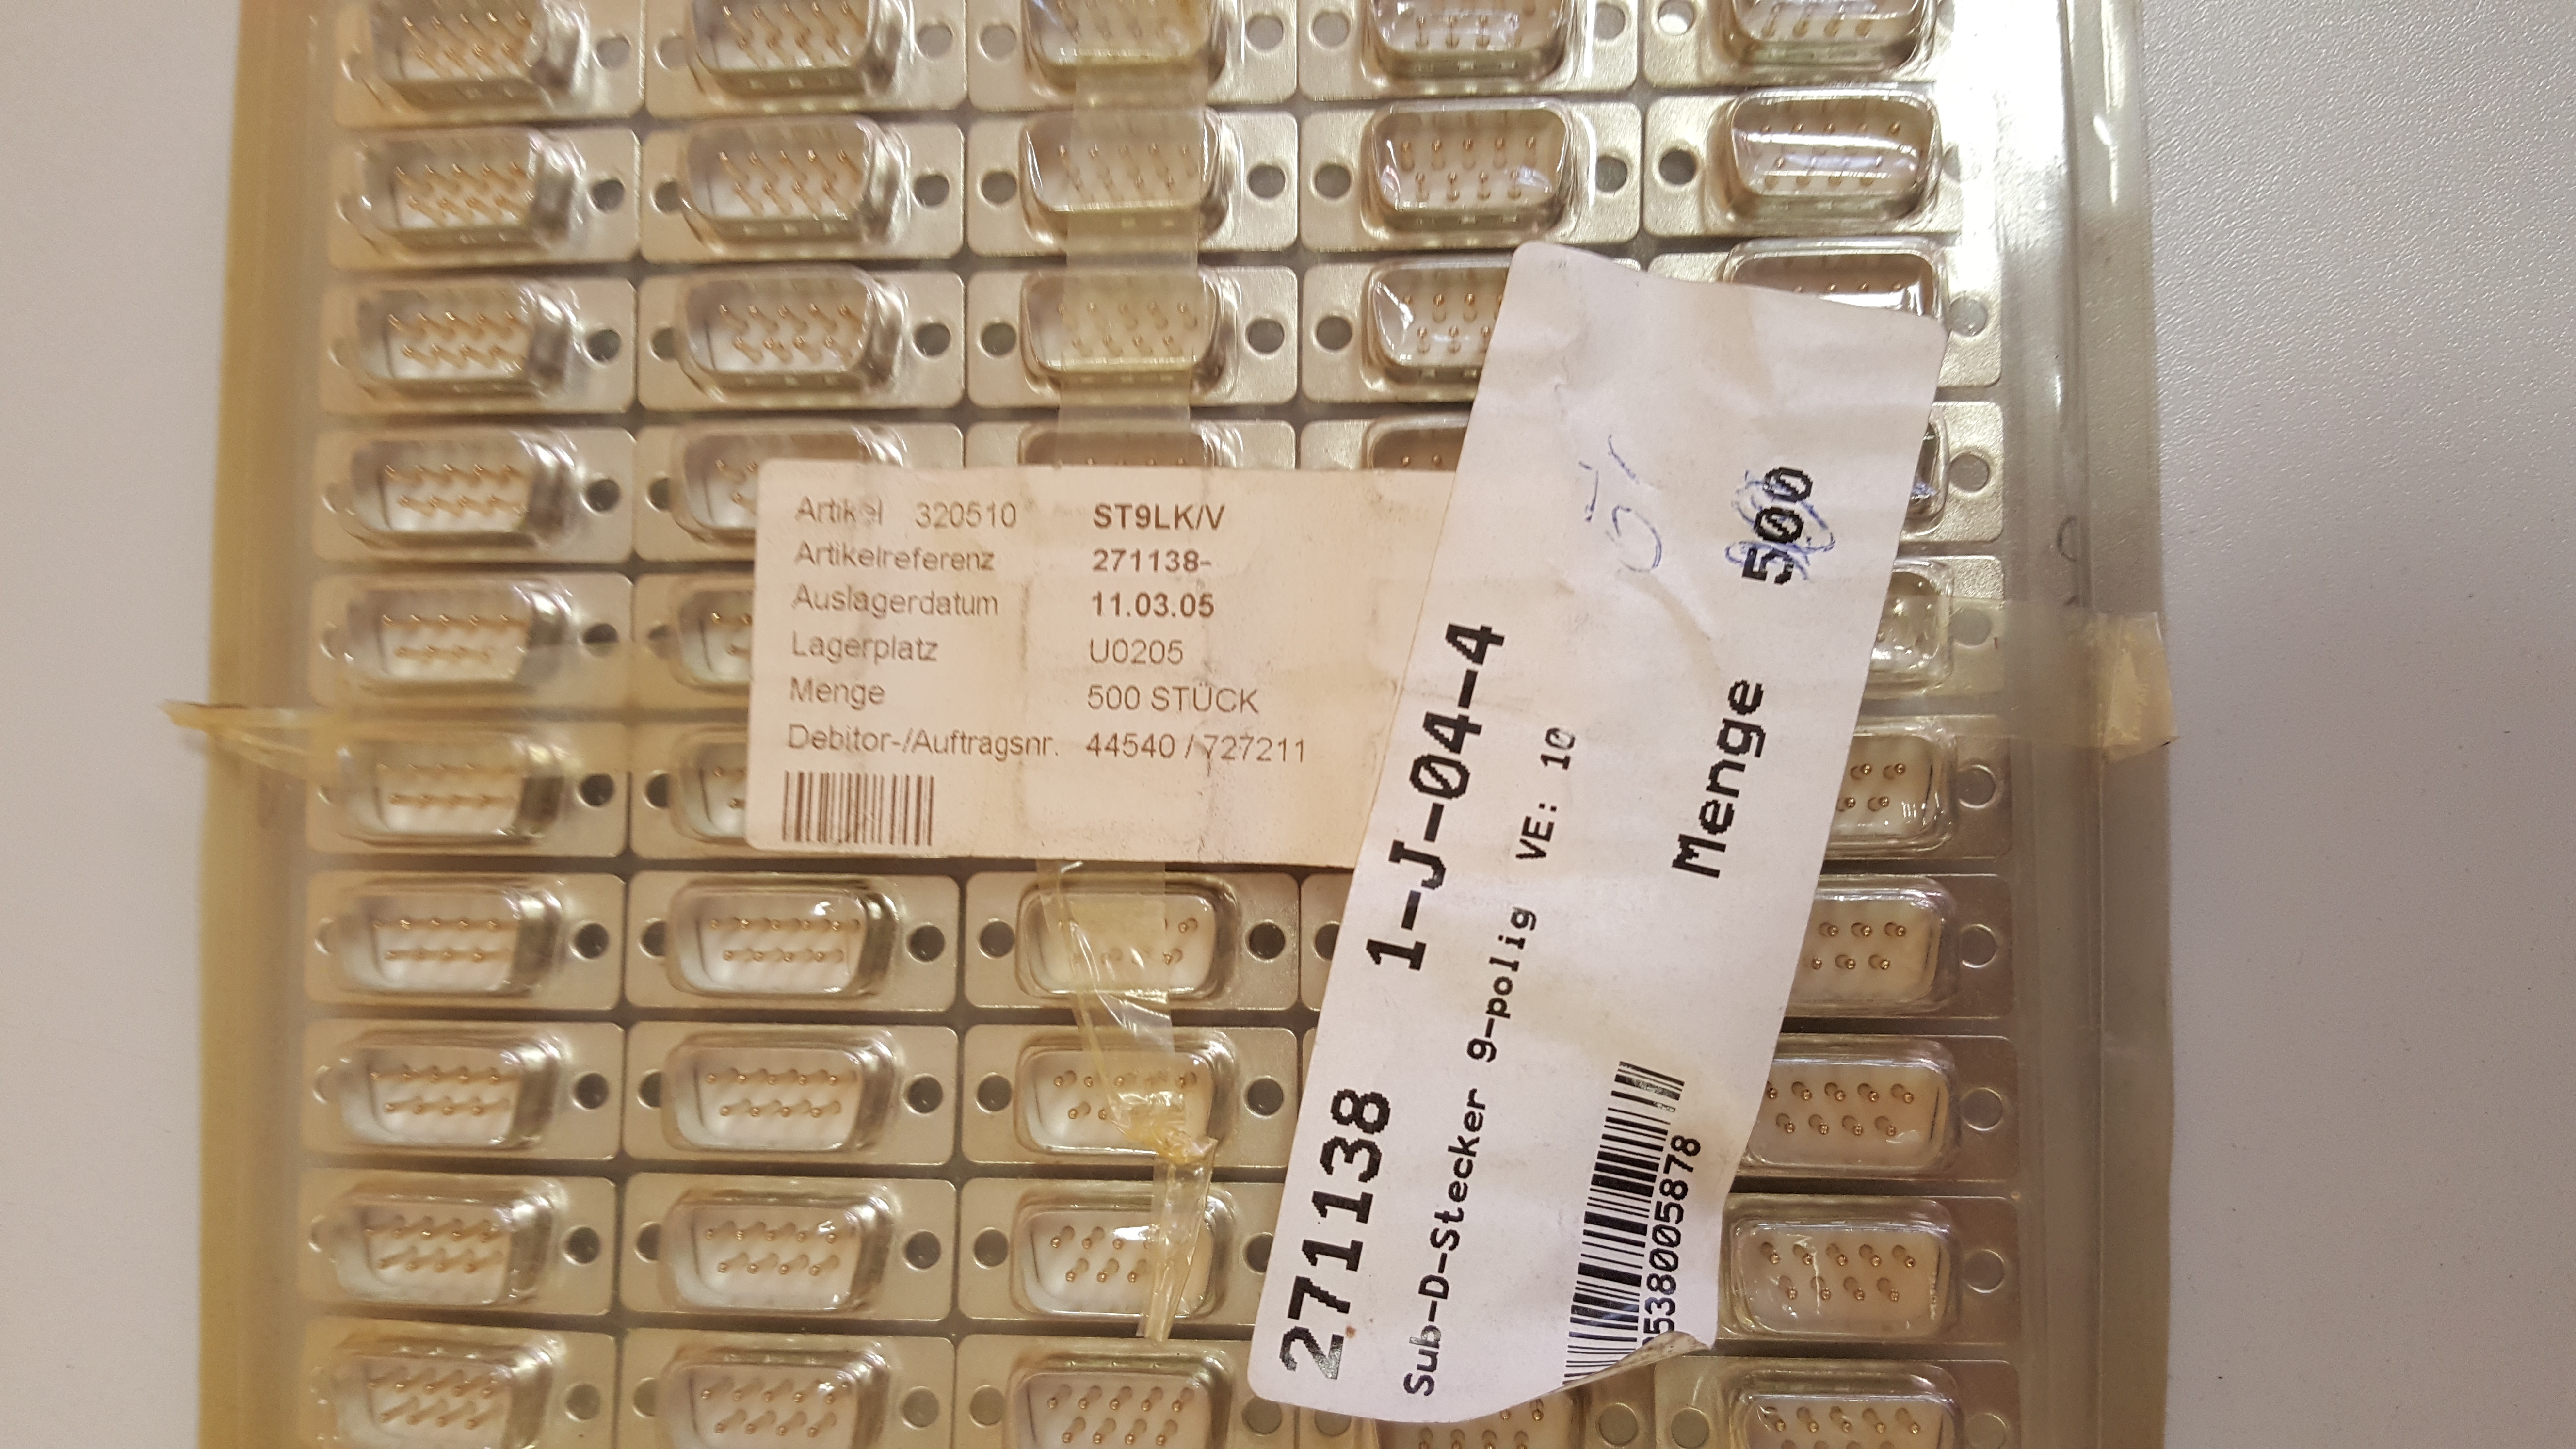 Artikel 320510 ST9LK/V
Artikelreferenz 271138-
Auslagerdatum 11.03.05
Lagerplatz U0205
Menge 500 STÜCK
Debitor-/Auftragsnr. 44540 / 727211
271138 1-J-04-4
Sub-D-Stecker 9-polig VE: 10
Menge 500
538005878